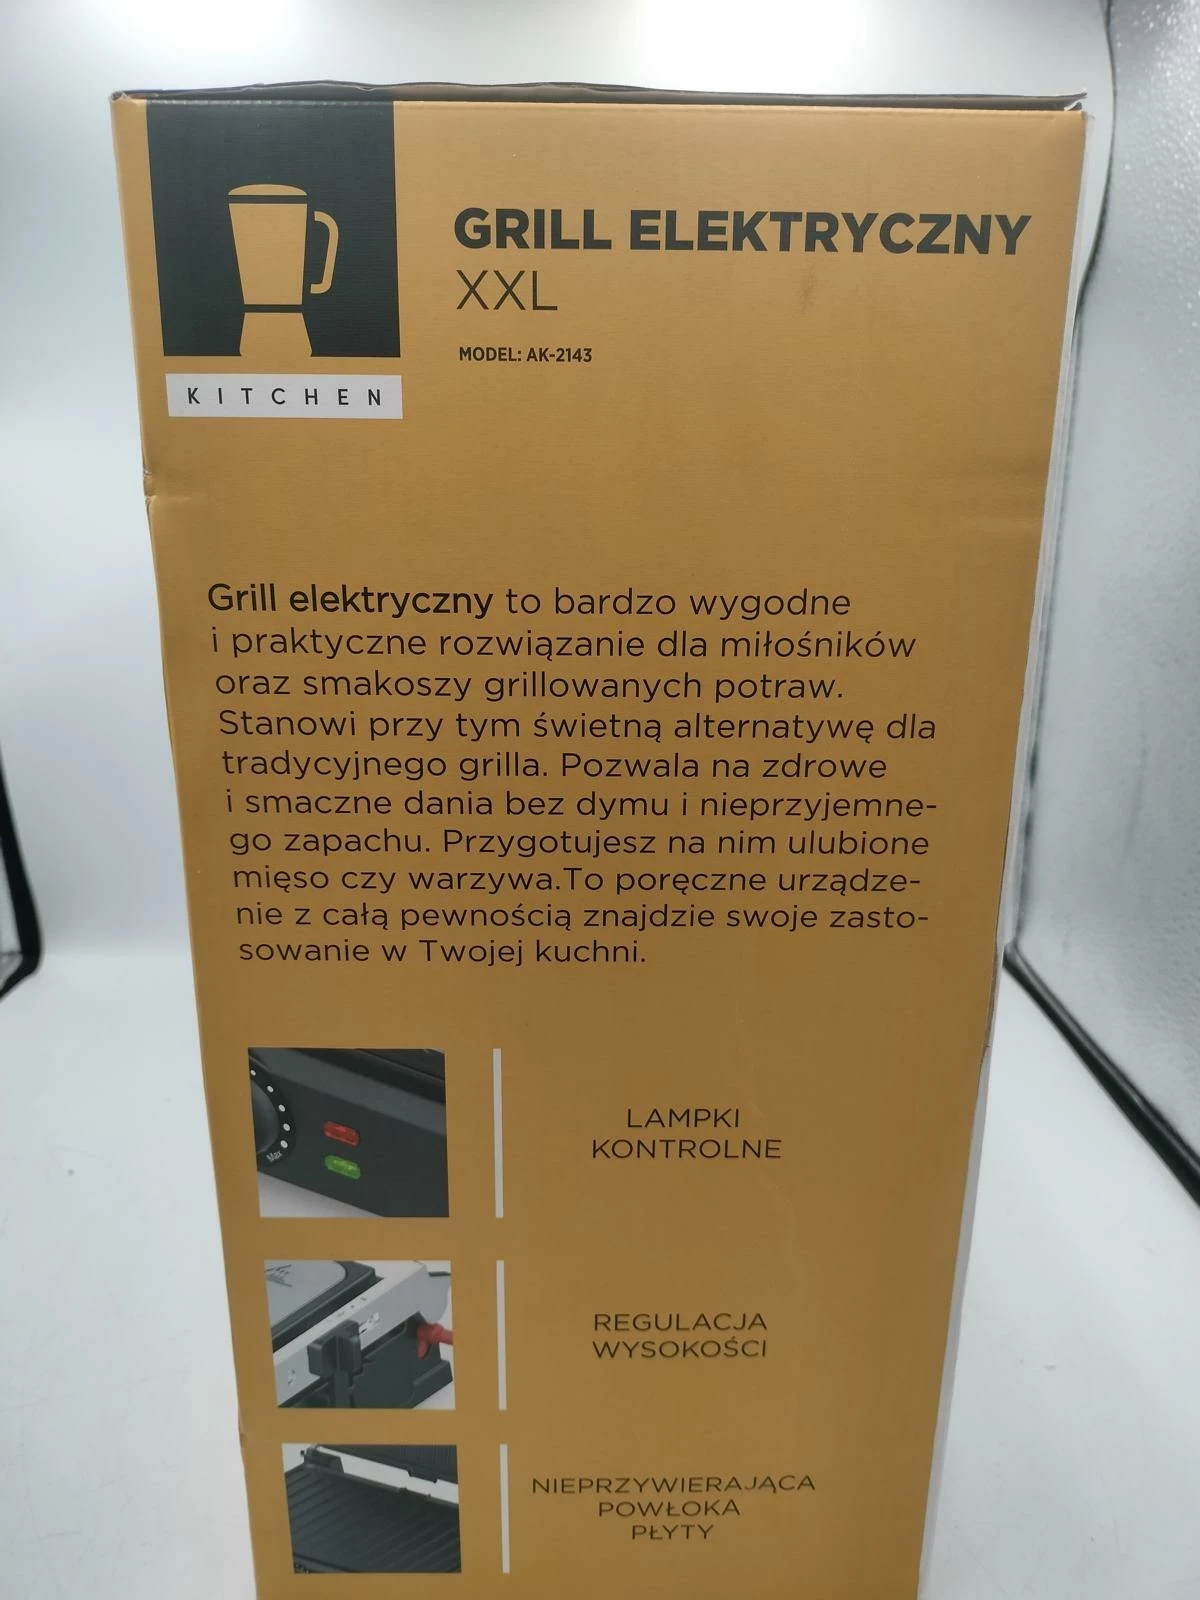 GRILL ELEKTRYCZNY
XXL
MODEL: AK-2143
KITCHEN
Grill elektryczny to bardzo wygodne
i praktyczne rozwiązanie dla miłośników
oraz smakoszy grillowanych potraw.
Stanowi przy tym świetną alternatywę dla
tradycyjnego grilla. Pozwala na zdrowe
i smaczne dania bez dymu i nieprzyjemne-
go zapachu. Przygotujesz na nim ulubione
mięso czy warzywa.To poręczne urządze-
nie z całą pewnością znajdzie swoje zasto-
sowanie w Twojej kuchni.
Max
LAMPKI
KONTROLNE
REGULACJA
WYSOKOŚCI
NIEPRZYWIERAJĄCA
POWŁOKA
PŁYTY